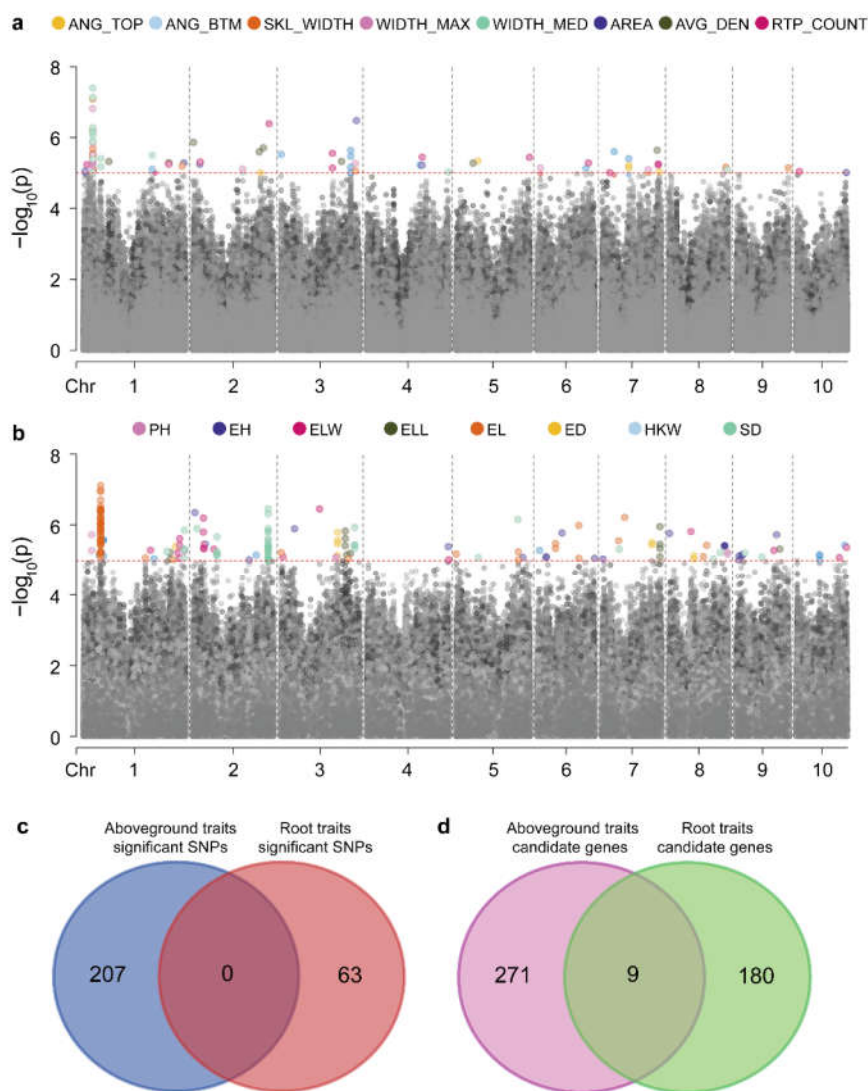 a
ANG_TOP ANG_BTM SKL_WIDTH WIDTH_MAX WIDTH_MED AREA AVG_DEN RTP_COUNT
8
6
4
2
0
−log10(p)
Chr 1 2 3 4 5 6 7 8 9 10
b
PH EH ELW ELL EL ED HKW SD
8
6
4
2
0
−log10(p)
Chr 1 2 3 4 5 6 7 8 9 10
c
Aboveground traits Root traits
significant SNPs significant SNPs
207 0 63
d
Aboveground traits Root traits
candidate genes candidate genes
271 9 180